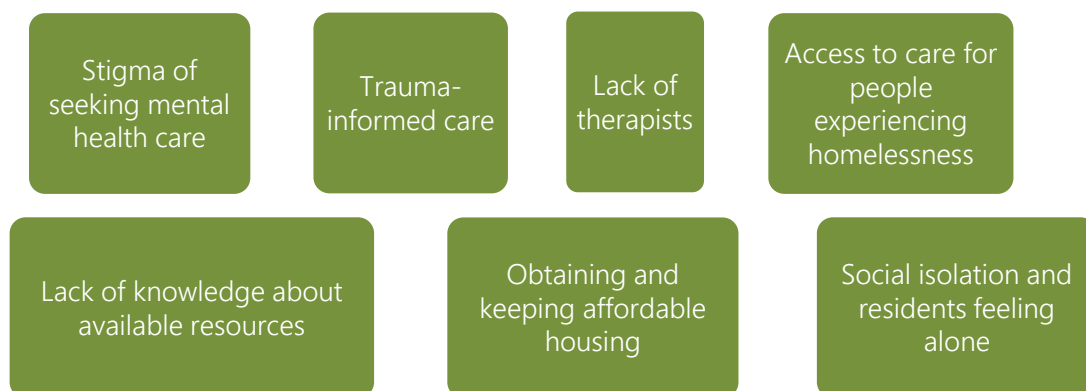 Stigma of
seeking mental
health care
Trauma-
informed care
Lack of
therapists
Access to care for
people
experiencing
homelessness
Lack of knowledge about
available resources
Obtaining and
keeping affordable
housing
Social isolation and
residents feeling
alone